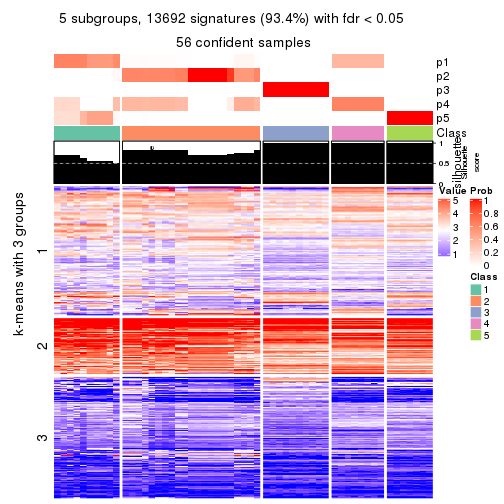 5 subgroups, 13692 signatures (93.4%) with fdr < 0.05
56 confident samples
p1
p2
p3
p4
p5
Class
1
0.5
0
silhouette
Silhouette
score
k-means with 3 groups
1
2
3
Value
5
4
3
2
1
Prob
1
0.8
0.6
0.4
0.2
0
Class
1
2
3
4
5